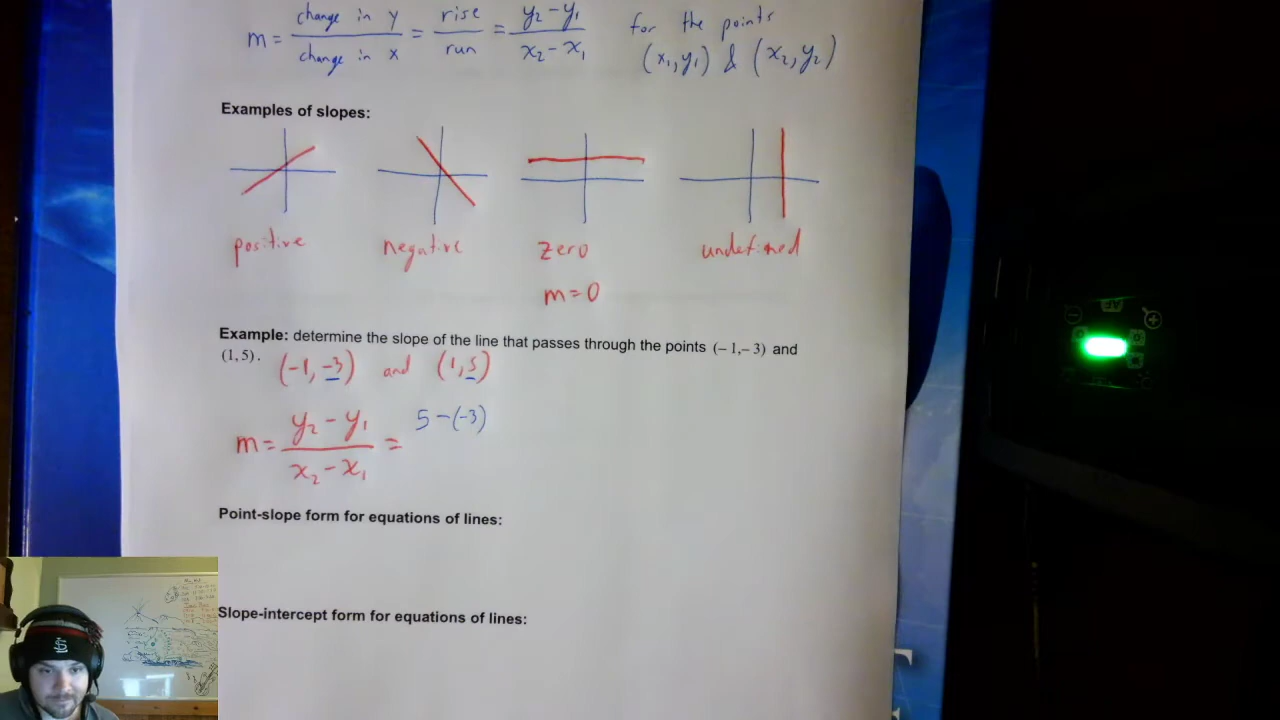 m = change in y / change in x = rise / run = y₂ - y₁ / x₂ - x₁ for the points
(x₁, y₁) & (x₂, y₂)
Examples of slopes:
positive negative zero undefined
m = 0
Example: determine the slope of the line that passes through the points (− 1,− 3) and
(1, 5). (-1, -3) and (1, 5)
m = y₂ - y₁ / x₂ - x₁ = 5 - (-3)
Point-slope form for equations of lines:
Slope-intercept form for equations of lines: